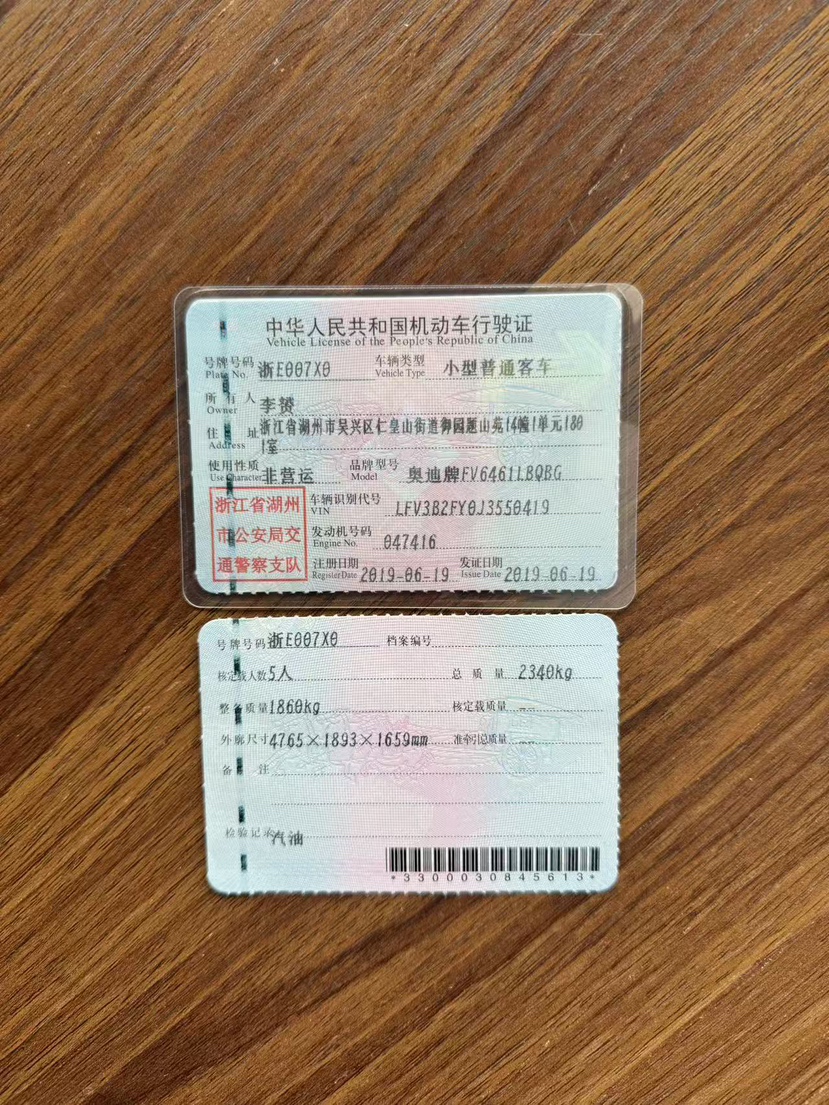 中华人民共和国机动车行驶证
Vehicle License of the People's Republic of China
号牌号码 Plate No. 浙E007X0 车辆类型 Vehicle Type 小型普通客车
所有人 Owner 李赟
住址 Address 浙江省湖州市吴兴区仁皇山街道御园题山苑14幢1单元180
1室
使用性质 Use Character 非营运 品牌型号 Model 奥迪牌FV6461LBQBG
浙江省湖州
市公安局交
通警察支队
车辆识别代号 VIN LFV3B2FY0J3550419
发动机号码 Engine No. 047416
注册日期 Register Date 2019-06-19 发证日期 Issue Date 2019-06-19
号牌号码 浙E007X0 档案编号
核定载人数 5人 总质量 2340kg
整备质量 1860kg 核定载质量 --
外廓尺寸 4765×1893×1659mm 准牵引总质量 --
备注
检验记录 汽油
*3300030845613*